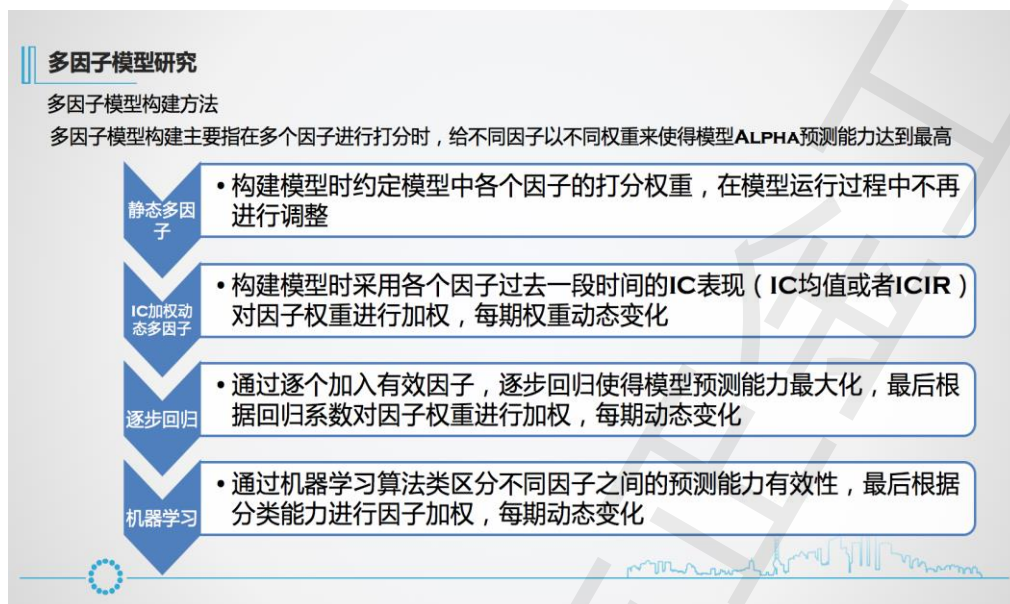 多因子模型研究
多因子模型构建方法
多因子模型构建主要指在多个因子进行打分时，给不同因子以不同权重来使得模型ALPHA预测能力达到最高
静态多因
子
• 构建模型时约定模型中各个因子的打分权重，在模型运行过程中不再
进行调整
IC加权动
态多因子
• 构建模型时采用各个因子过去一段时间的IC表现（IC均值或者ICIR）
对因子权重进行加权，每期权重动态变化
逐步回归
• 通过逐个加入有效因子，逐步回归使得模型预测能力最大化，最后根
据回归系数对因子权重进行加权，每期动态变化
机器学习
• 通过机器学习算法类区分不同因子之间的预测能力有效性，最后根据
分类能力进行因子加权，每期动态变化